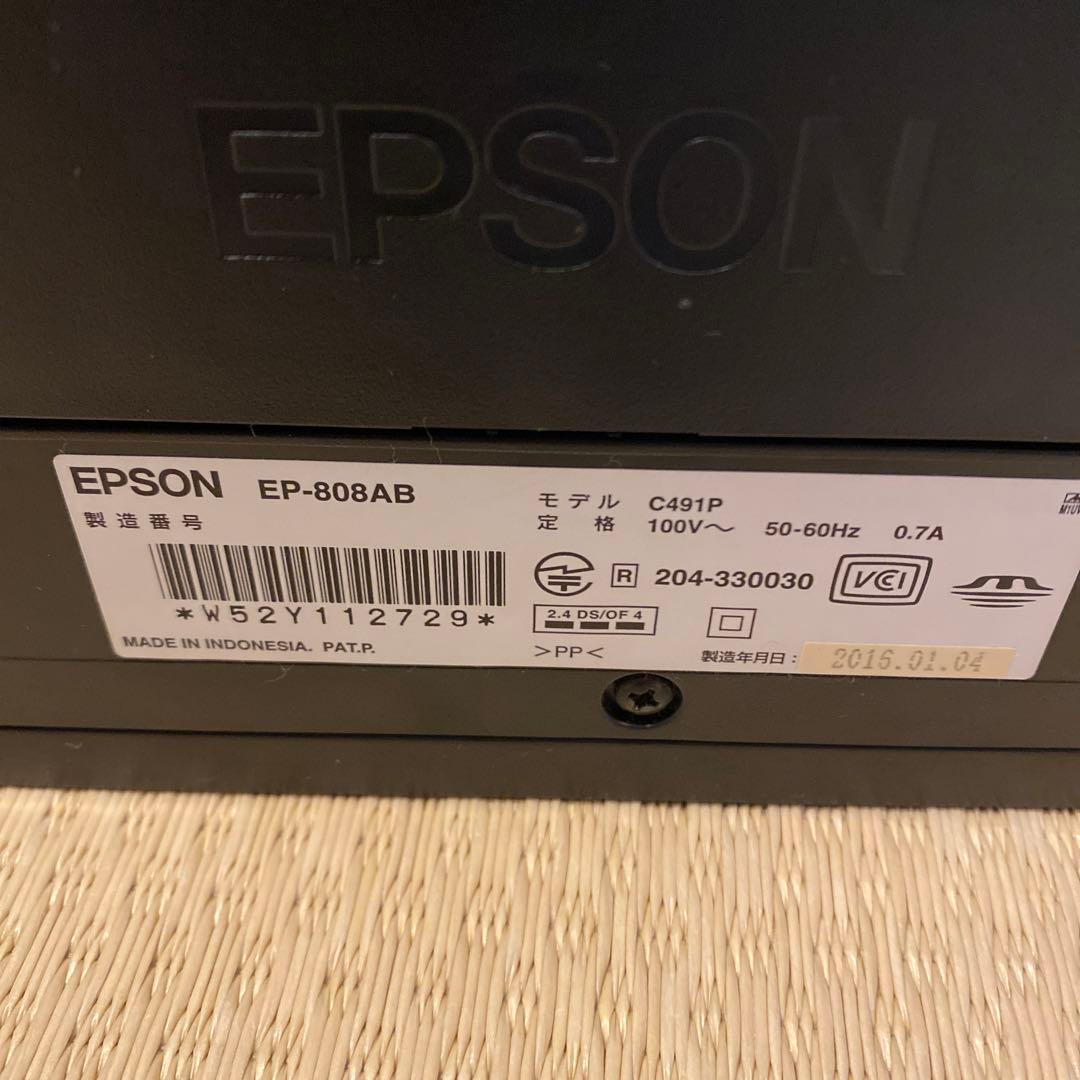 EPSON
EPSON EP-808AB
製造番号
*W52Y112729*
MADE IN INDONESIA. PAT.P.
モデル C491P
定格 100V～ 50-60Hz 0.7A
R 204-330030 VCCI
2.4 DS/OF 4
>PP<
製造年月日: 2016.01.04